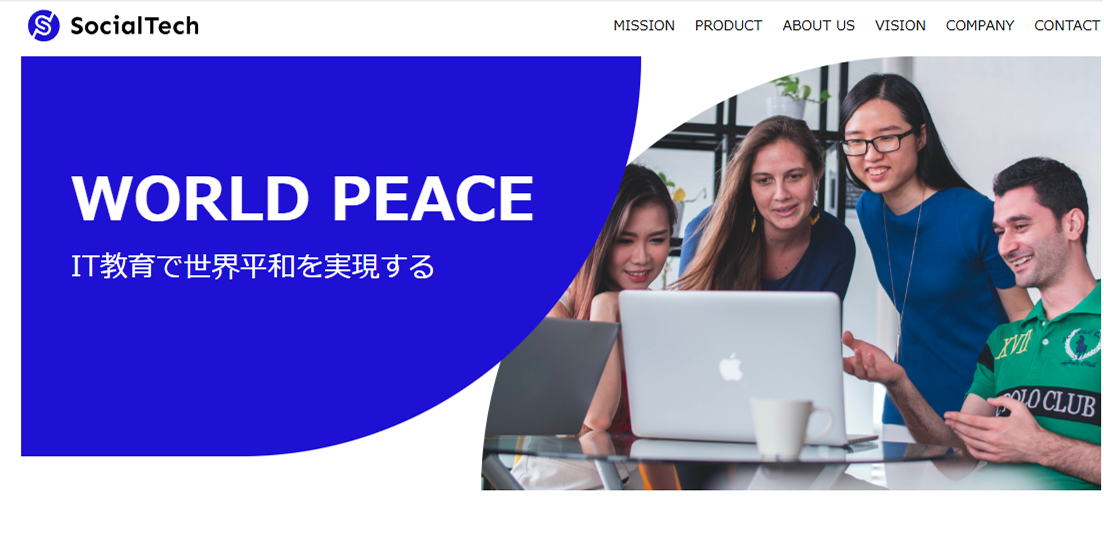 SocialTech
MISSION PRODUCT ABOUT US VISION COMPANY CONTACT
WORLD PEACE
IT教育で世界平和を実現する
XVII
POLO CLUB